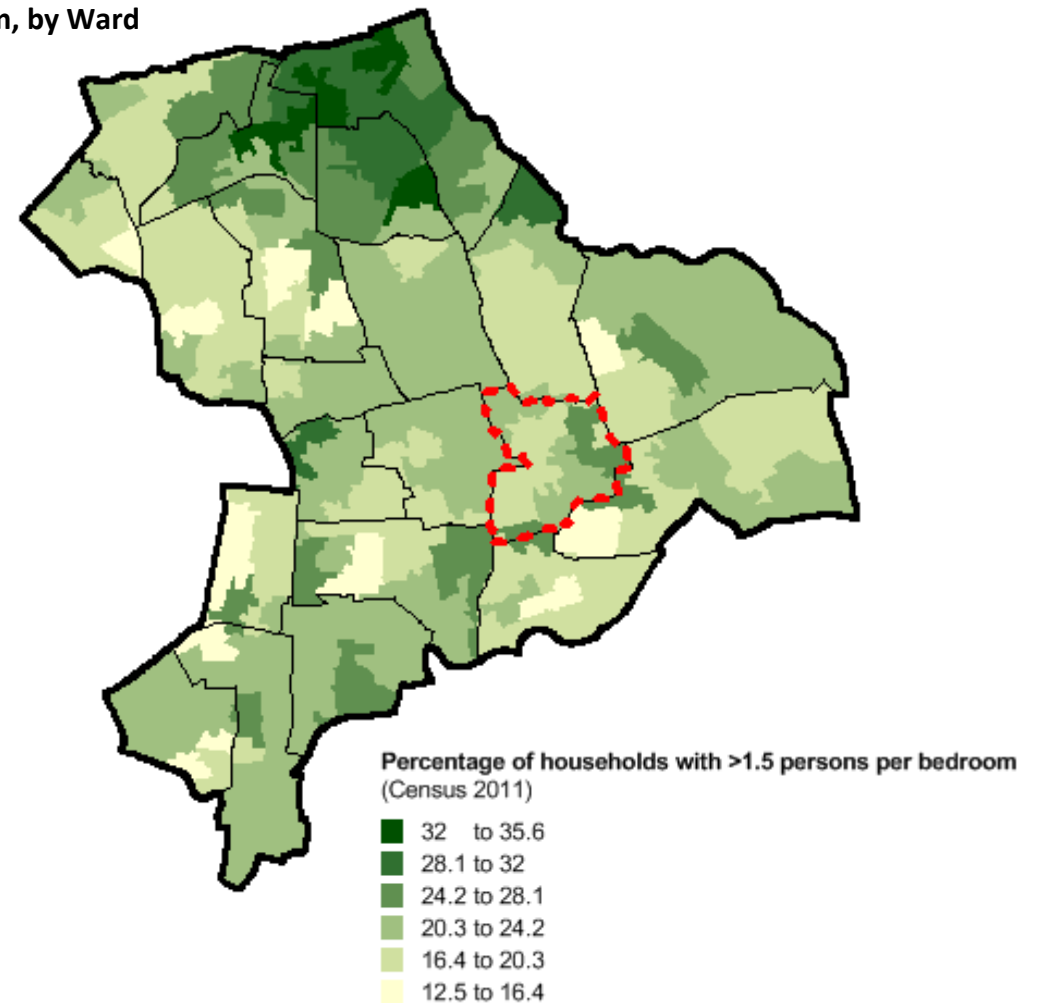 , by Ward
Percentage of households with >1.5 persons per bedroom
(Census 2011)
32 to 35.6
28.1 to 32
24.2 to 28.1
20.3 to 24.2
16.4 to 20.3
12.5 to 16.4